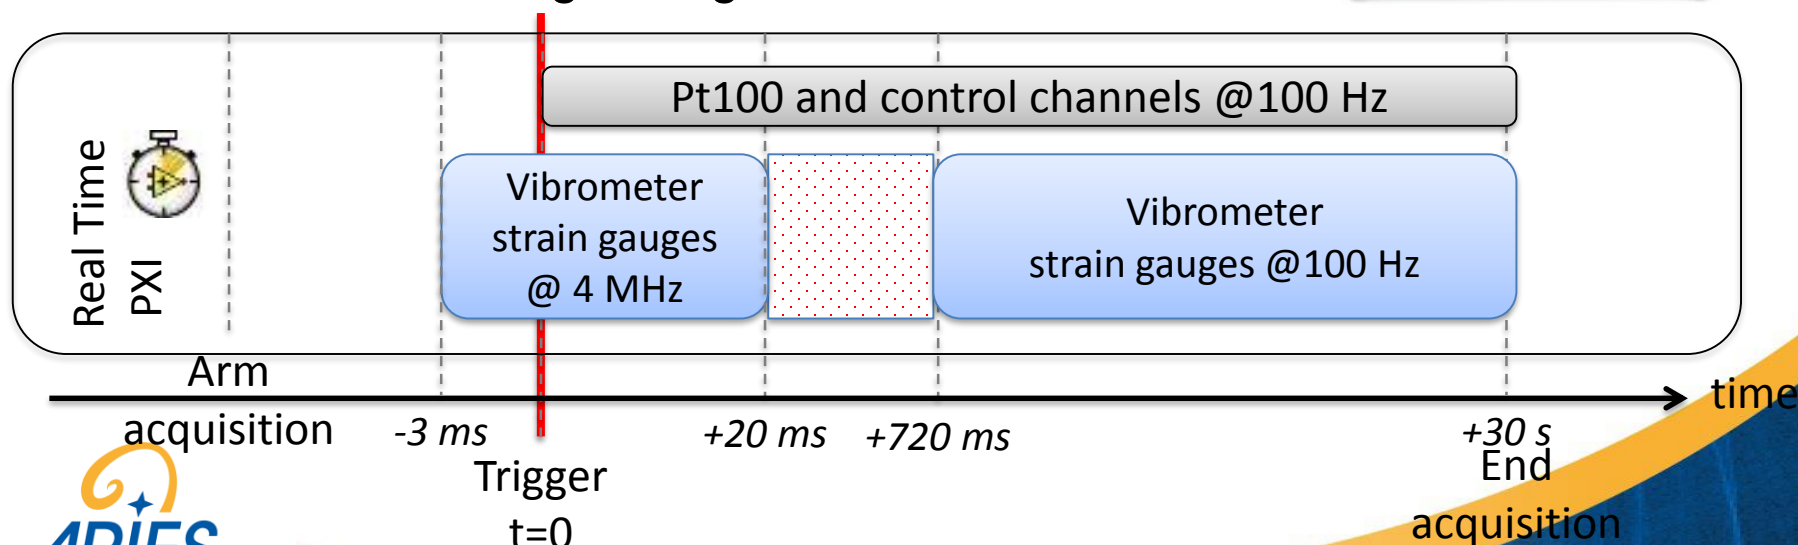 Pt100 and control channels @100 Hz
Real Time
PXI
Vibrometer
strain gauges
@ 4 MHz
Vibrometer
strain gauges @100 Hz
Arm
acquisition
time
-3 ms
+20 ms
+720 ms
+30 s
Trigger
t=0
End
acquisition